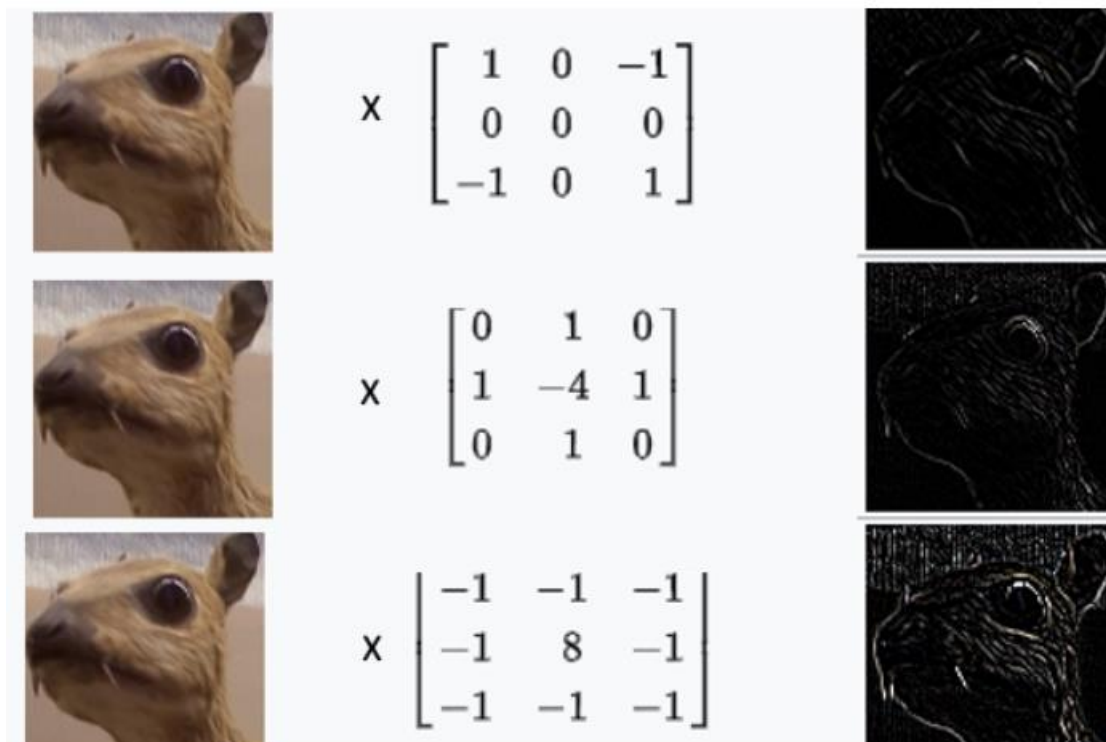 X 1 0 −1
0 0 0
−1 0 1
X 0 1 0
1 −4 1
0 1 0
X −1 −1 −1
−1 8 −1
−1 −1 −1